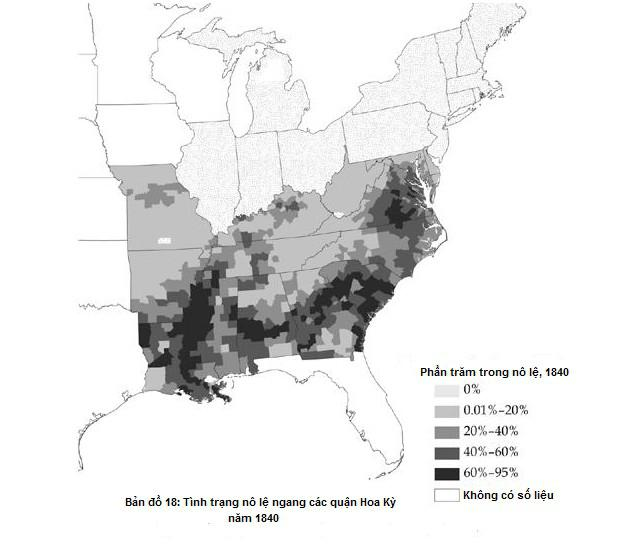 Phần trăm trong nô lệ, 1840
0%
0.01%–20%
20%–40%
40%–60%
60%–95%
Không có số liệu
Bản đồ 18: Tình trạng nô lệ ngang các quận Hoa Kỳ
năm 1840